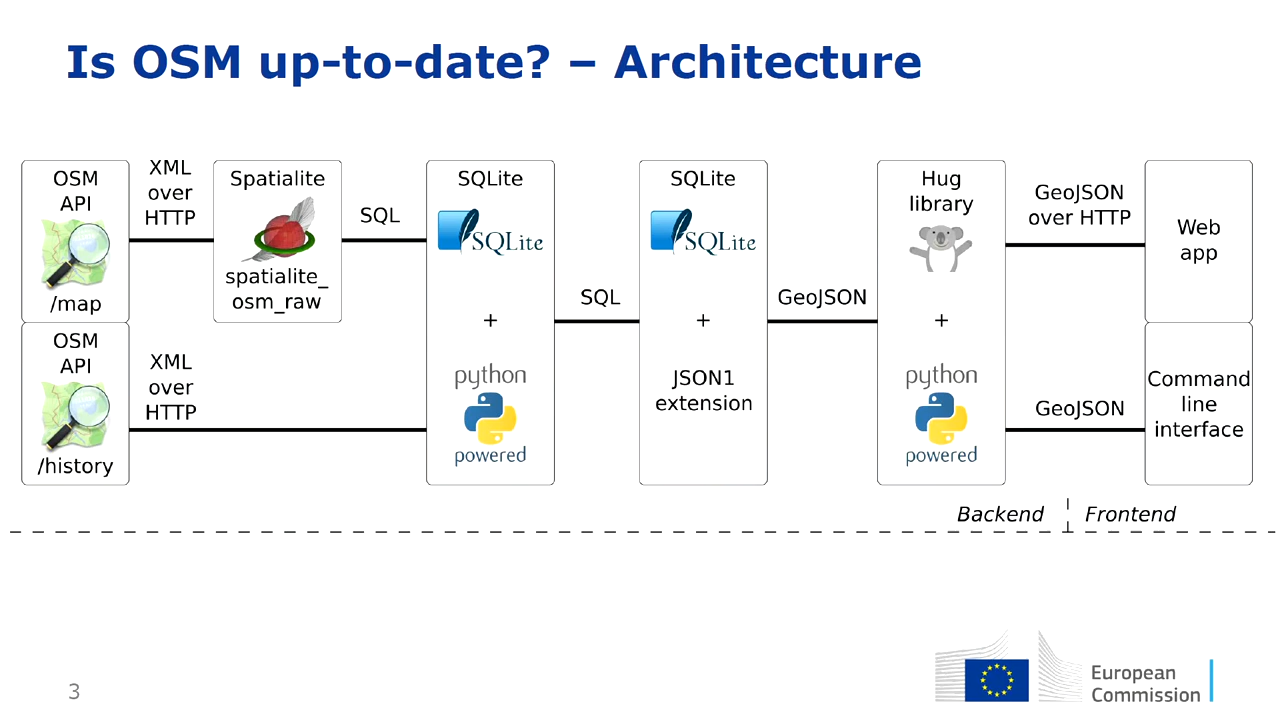 Is OSM up-to-date? – Architecture
OSM
API
/map
XML
over
HTTP
Spatialite
spatialite_
osm_raw
SQL
SQLite
SQLite
+
python
powered
SQL
SQLite
SQLite
+
JSON1
extension
GeoJSON
Hug
library
+
python
powered
GeoJSON
over HTTP
Web
app
OSM
API
/history
XML
over
HTTP
GeoJSON
Command
line
interface
Backend
Frontend
3
European
Commission